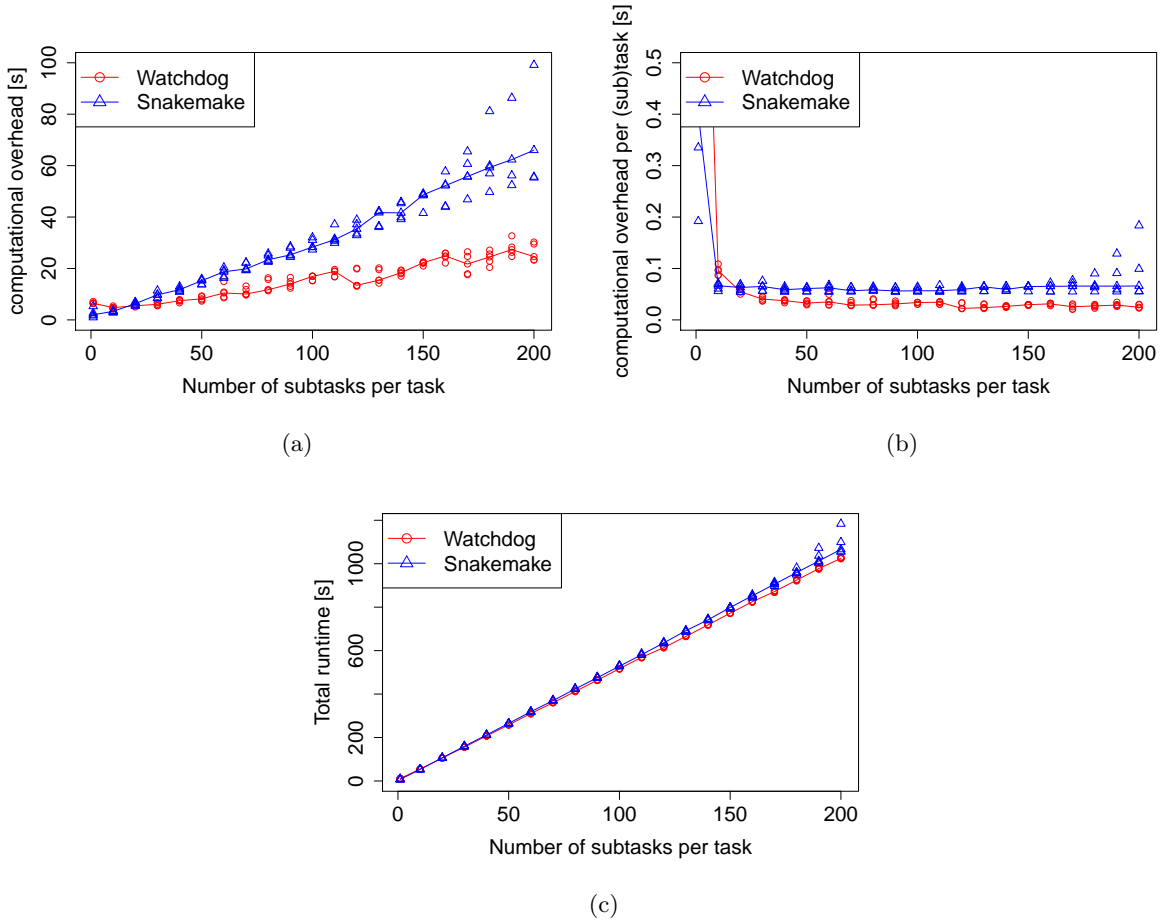 computational overhead [s]
0
20
40
60
80
100
0
50
100
150
200
Number of subtasks per task
Watchdog
Snakemake
(a)
computational overhead per (sub)task [s]
0.0
0.1
0.2
0.3
0.4
0.5
0
50
100
150
200
Number of subtasks per task
Watchdog
Snakemake
(b)
Total runtime [s]
0
200
600
1000
0
50
100
150
200
Number of subtasks per task
Watchdog
Snakemake
(c)